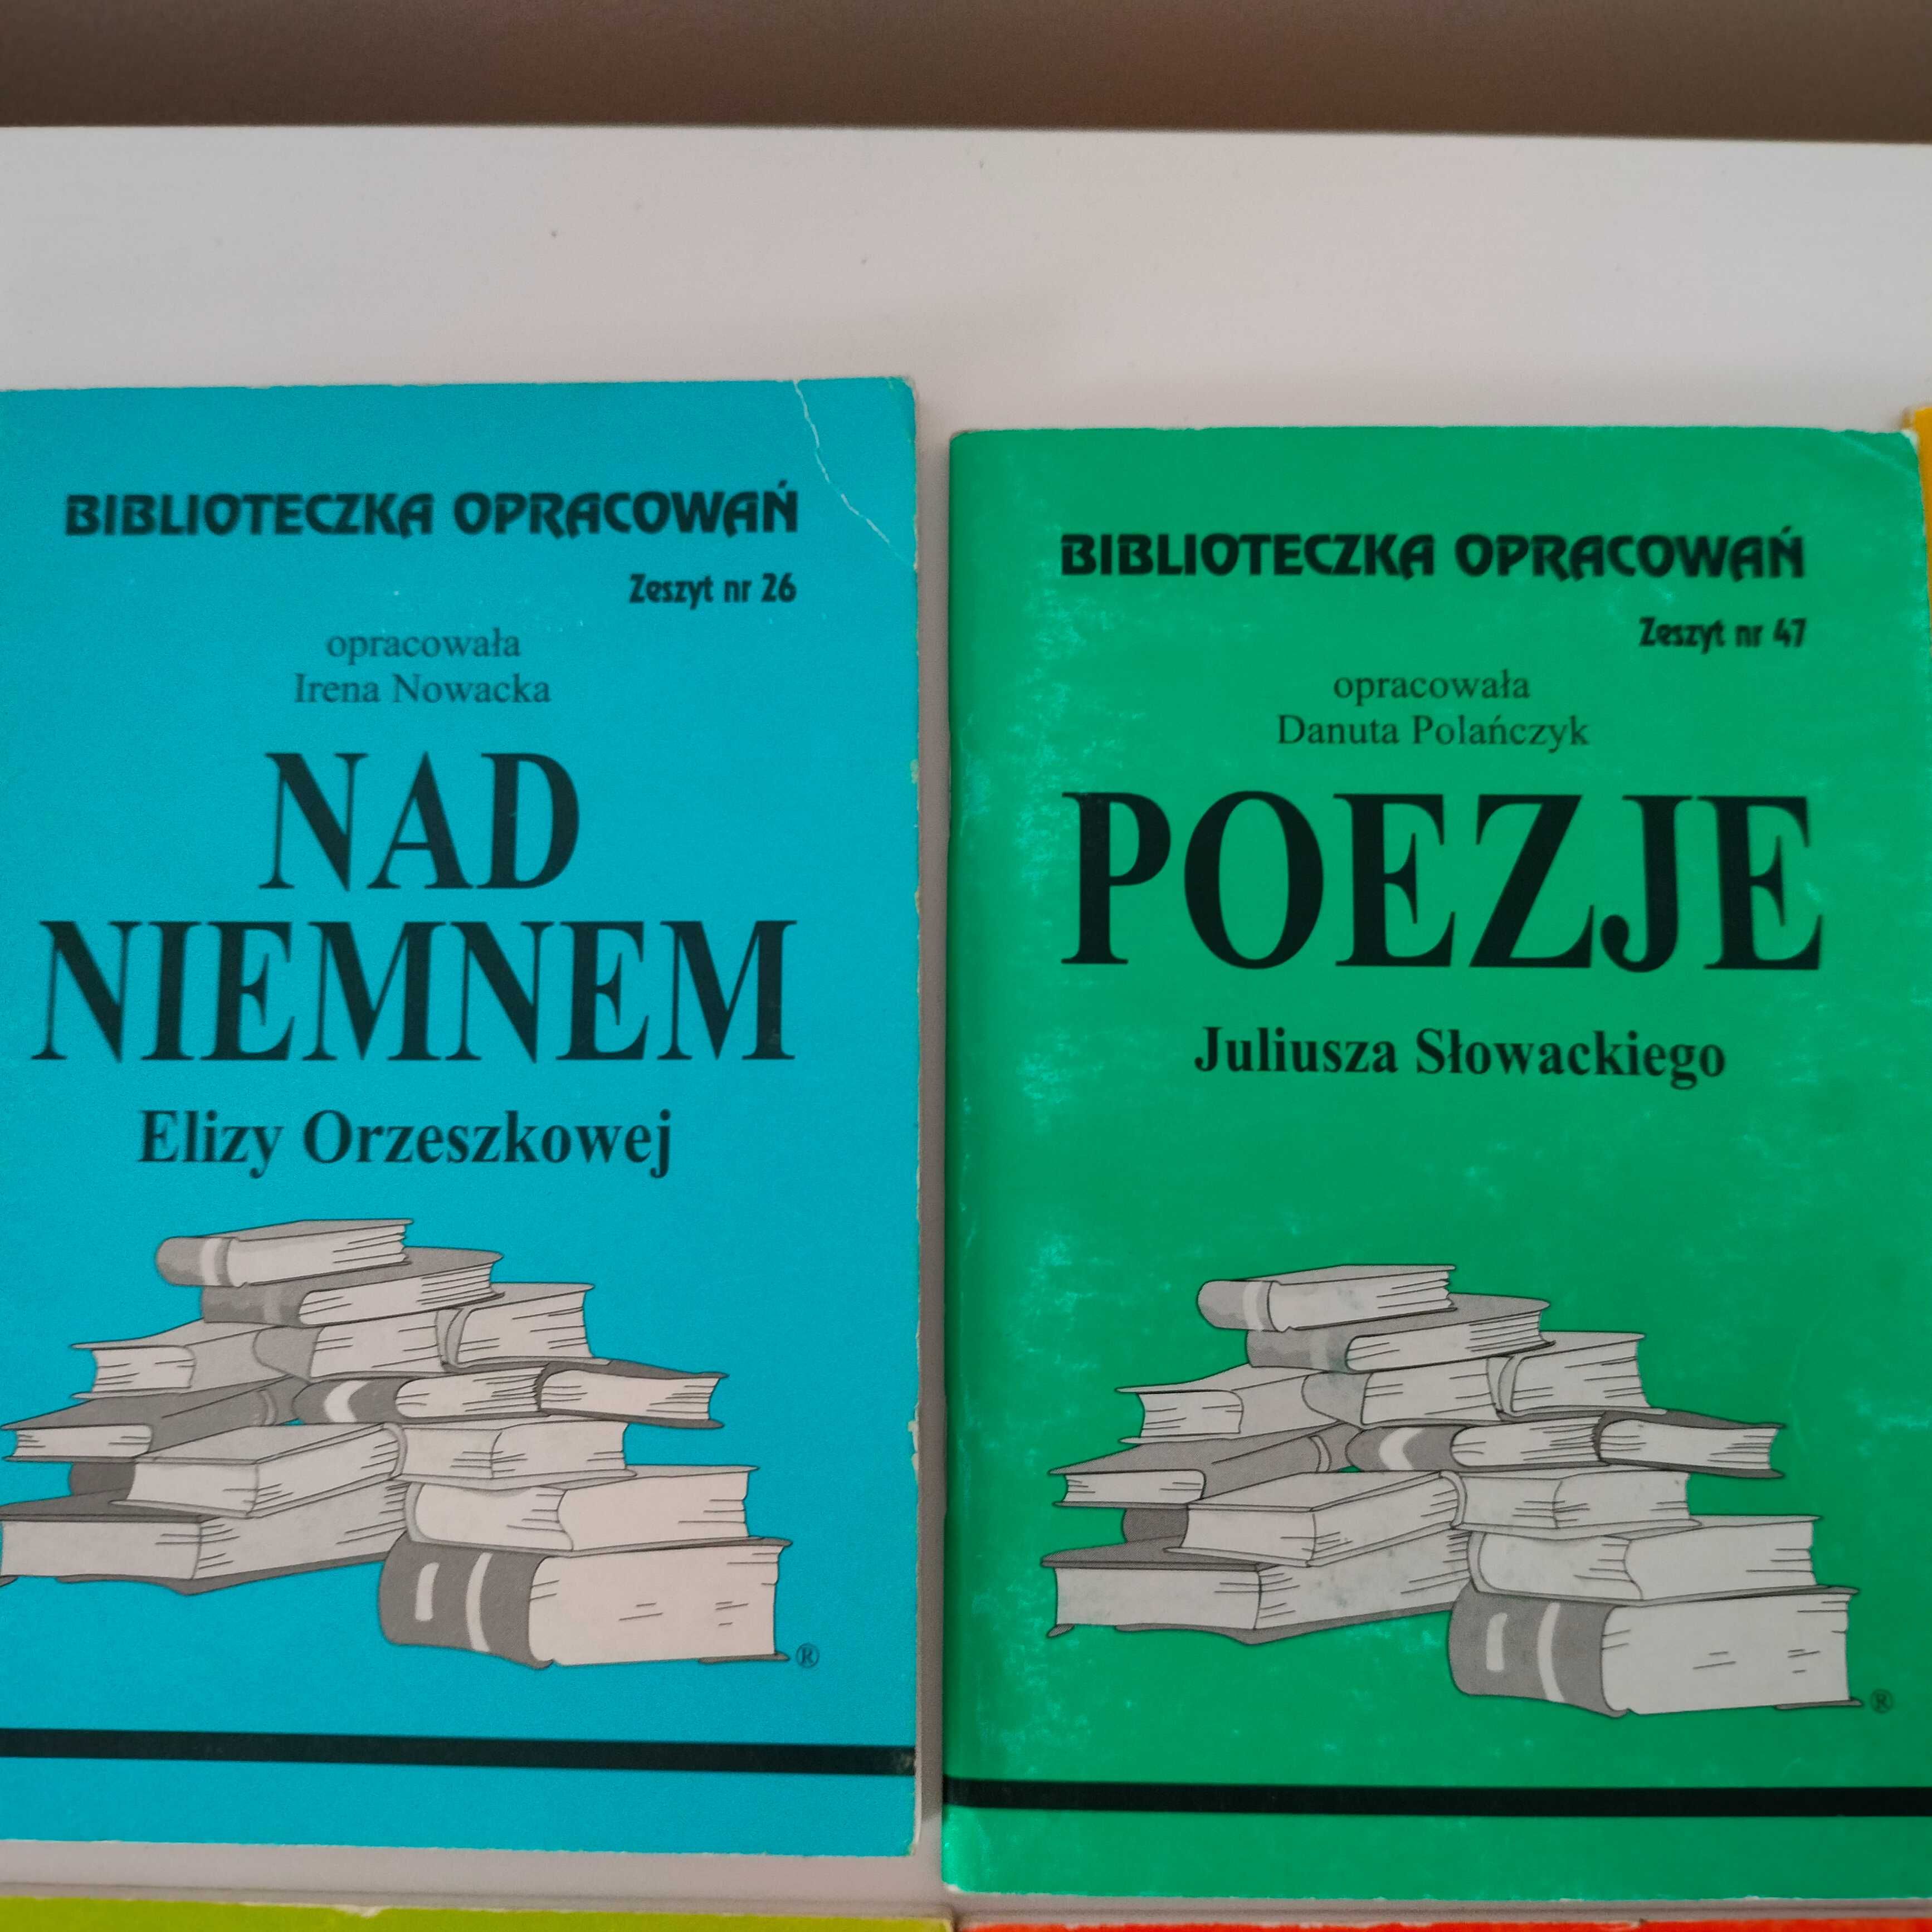 BIBLIOTECZKA OPRACOWAŃ
Zeszyt nr 26
opracowała
Irena Nowacka
NAD
NIEMNEM
Elizy Orzeszkowej
®
BIBLIOTECZKA OPRACOWAŃ
Zeszyt nr 47
opracowała
Danuta Polańczyk
POEZJE
Juliusza Słowackiego
®